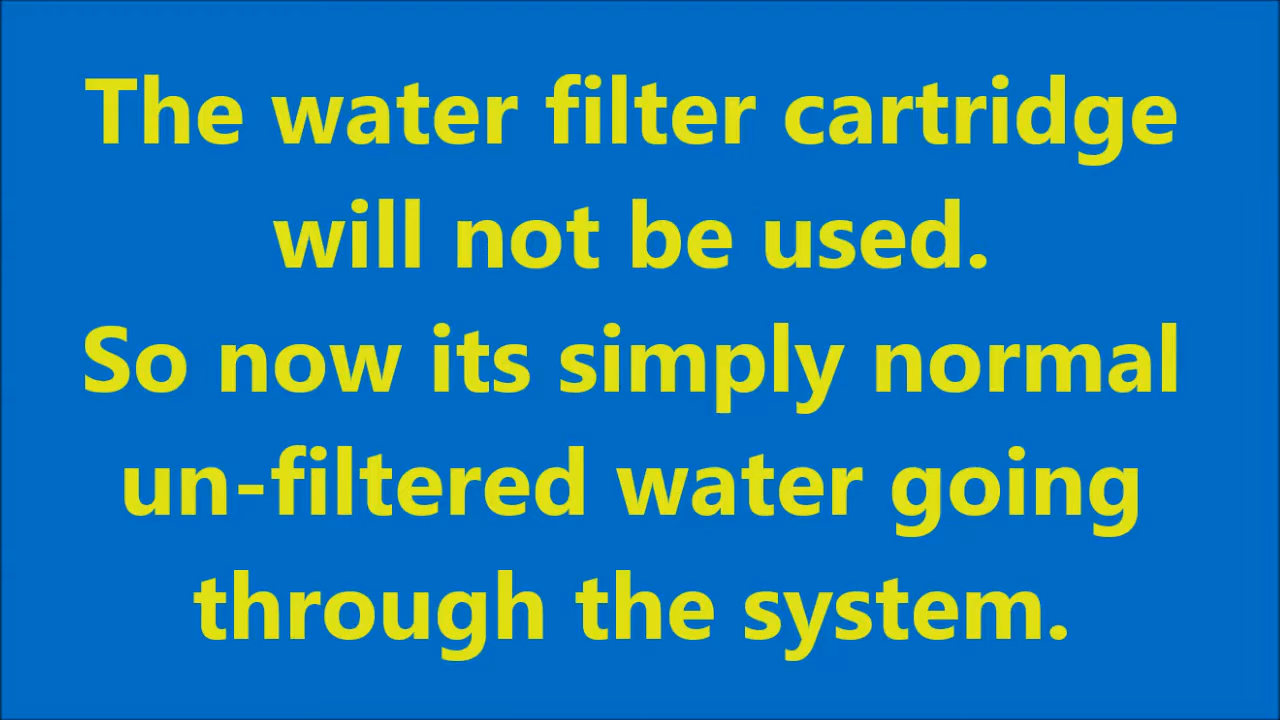 The water filter cartridge
will not be used.
So now its simply normal
un-filtered water going
through the system.